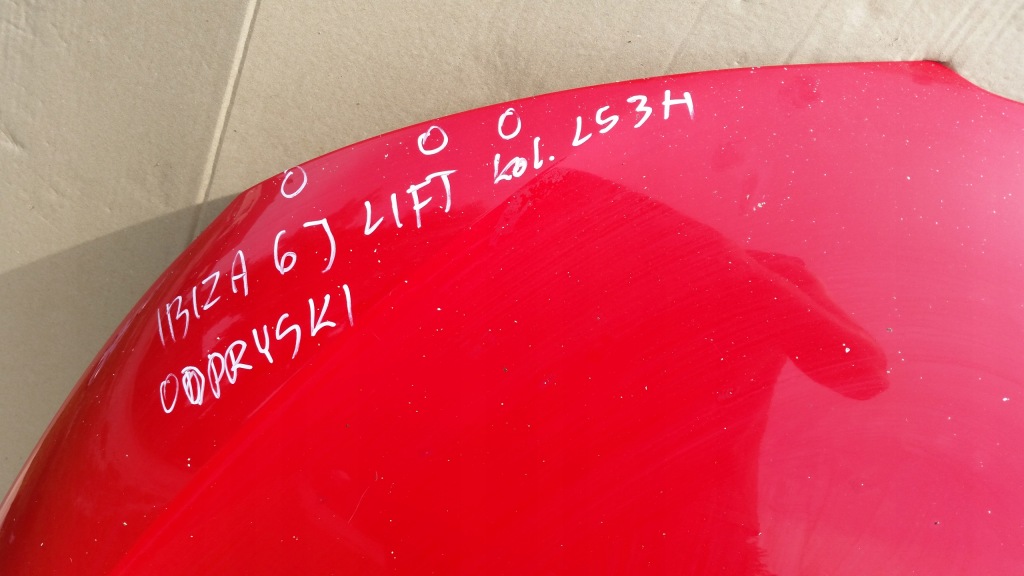 IBIZA 6J LIFT kol. LS3H
ODPRYSKI